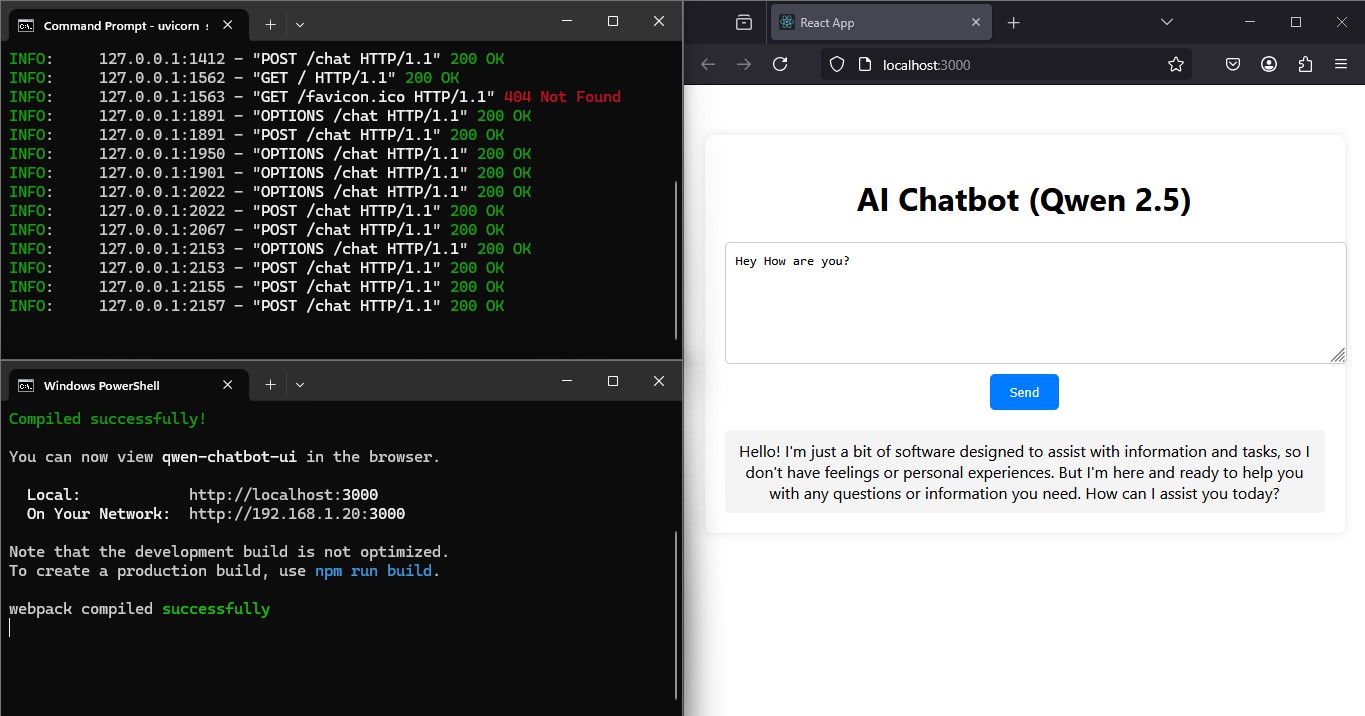 Command Prompt - uvicorn
INFO:     127.0.0.1:1412 - "POST /chat HTTP/1.1" 200 OK
INFO:     127.0.0.1:1562 - "GET / HTTP/1.1" 200 OK
INFO:     127.0.0.1:1563 - "GET /favicon.ico HTTP/1.1" 404 Not Found
INFO:     127.0.0.1:1891 - "OPTIONS /chat HTTP/1.1" 200 OK
INFO:     127.0.0.1:1891 - "POST /chat HTTP/1.1" 200 OK
INFO:     127.0.0.1:1950 - "OPTIONS /chat HTTP/1.1" 200 OK
INFO:     127.0.0.1:1901 - "OPTIONS /chat HTTP/1.1" 200 OK
INFO:     127.0.0.1:2022 - "OPTIONS /chat HTTP/1.1" 200 OK
INFO:     127.0.0.1:2022 - "POST /chat HTTP/1.1" 200 OK
INFO:     127.0.0.1:2067 - "POST /chat HTTP/1.1" 200 OK
INFO:     127.0.0.1:2153 - "OPTIONS /chat HTTP/1.1" 200 OK
INFO:     127.0.0.1:2153 - "POST /chat HTTP/1.1" 200 OK
INFO:     127.0.0.1:2155 - "POST /chat HTTP/1.1" 200 OK
INFO:     127.0.0.1:2157 - "POST /chat HTTP/1.1" 200 OK
Windows PowerShell
Compiled successfully!
You can now view qwen-chatbot-ui in the browser.
Local:            http://localhost:3000
On Your Network:  http://192.168.1.20:3000
Note that the development build is not optimized.
To create a production build, use npm run build.
webpack compiled successfully
React App
localhost:3000
AI Chatbot (Qwen 2.5)
Hey How are you?
Send
Hello! I'm just a bit of software designed to assist with information and tasks, so I
don't have feelings or personal experiences. But I'm here and ready to help you
with any questions or information you need. How can I assist you today?